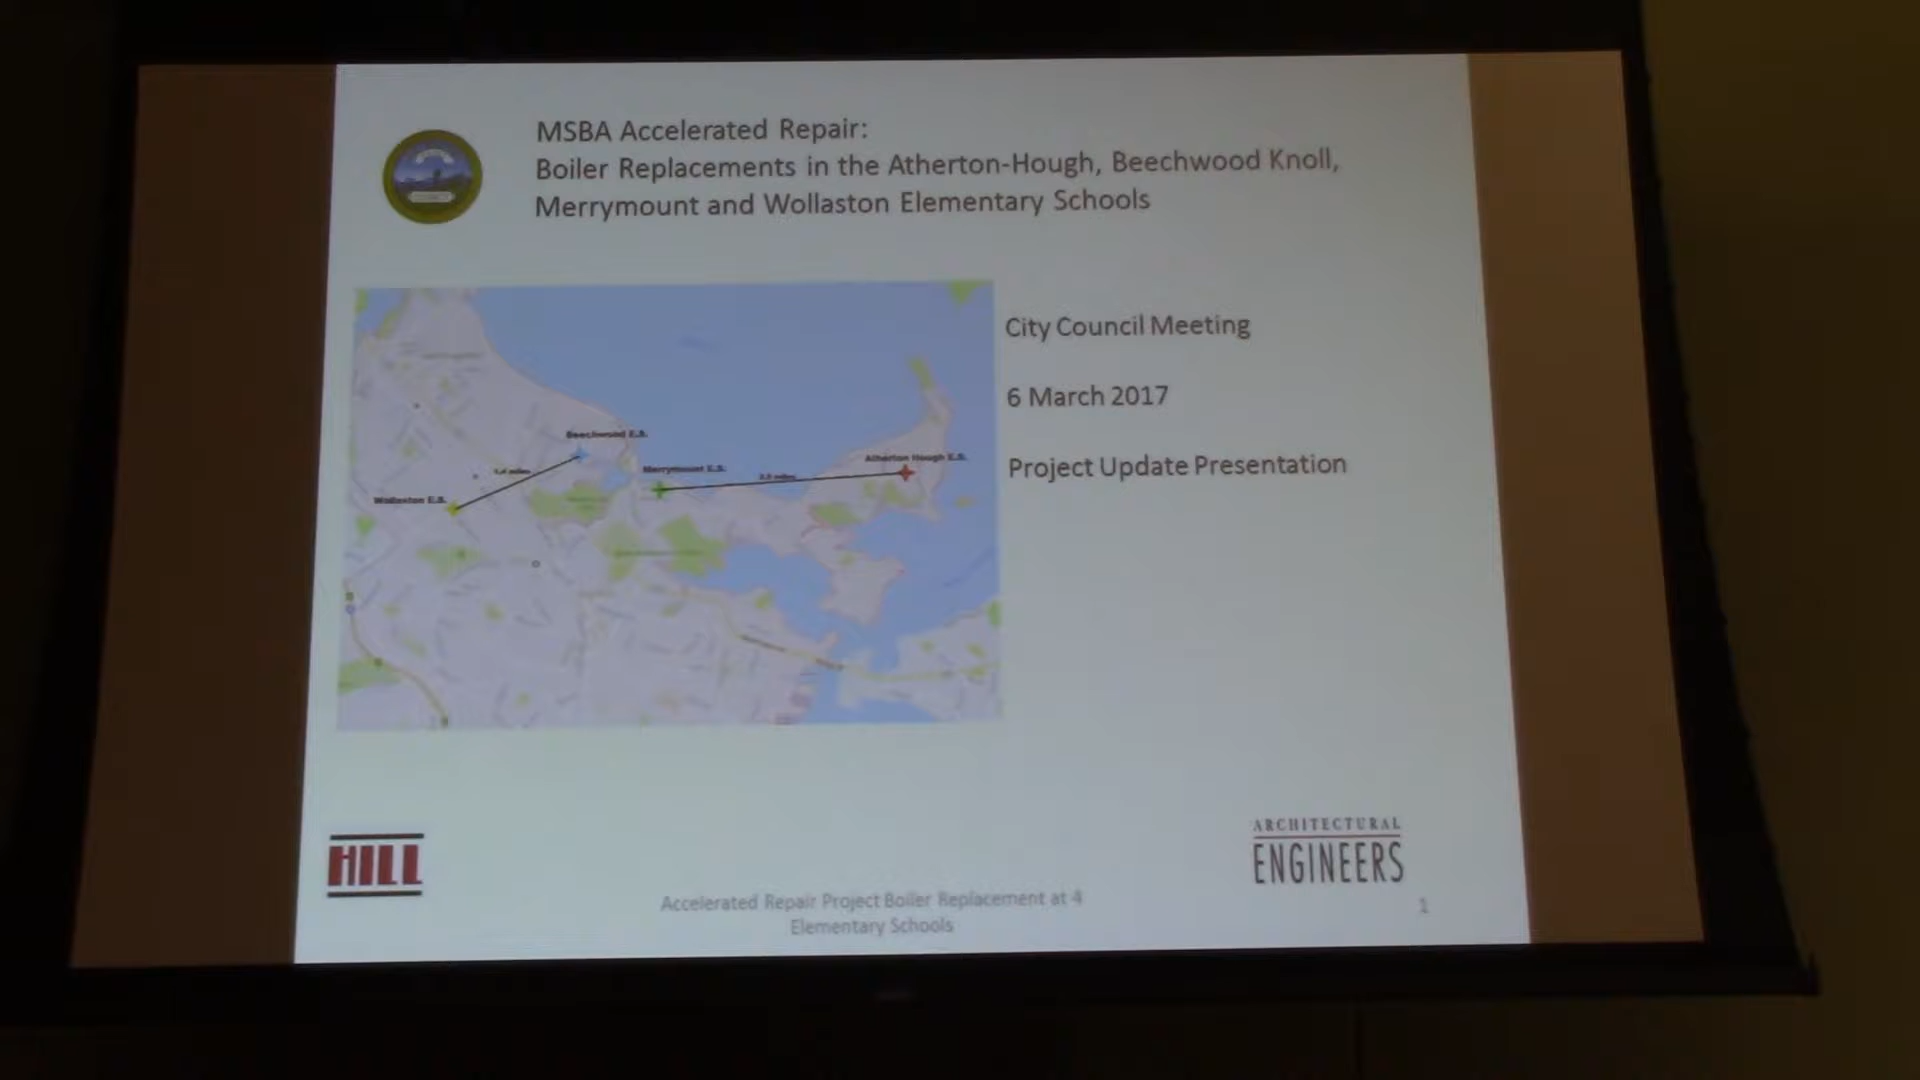 MSBA Accelerated Repair:
Boiler Replacements in the Atherton-Hough, Beechwood Knoll,
Merrymount and Wollaston Elementary Schools
City Council Meeting
6 March 2017
Project Update Presentation
Beechwood E.S.
Merrymount E.S.
Atherton Hough E.S.
Wollaston E.S.
HILL
ARCHITECTURAL
ENGINEERS
Accelerated Repair Project Boiler Replacement at 4
Elementary Schools
1